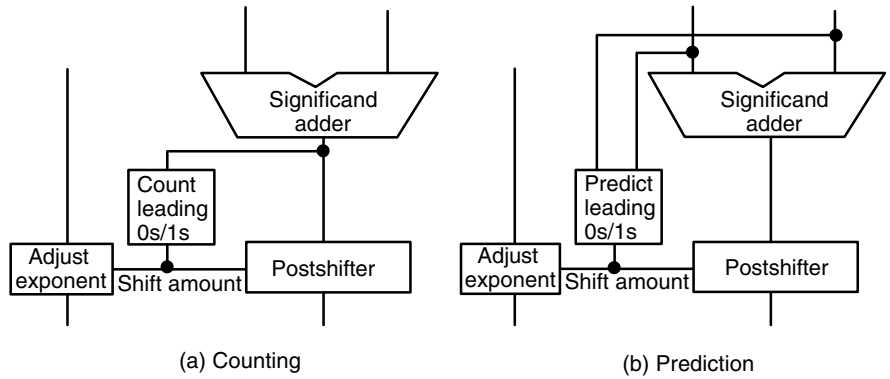 Significand
adder
Count
leading
0s/1s
Adjust
exponent
Shift amount
Postshifter
(a) Counting
Significand
adder
Predict
leading
0s/1s
Adjust
exponent
Shift amount
Postshifter
(b) Prediction